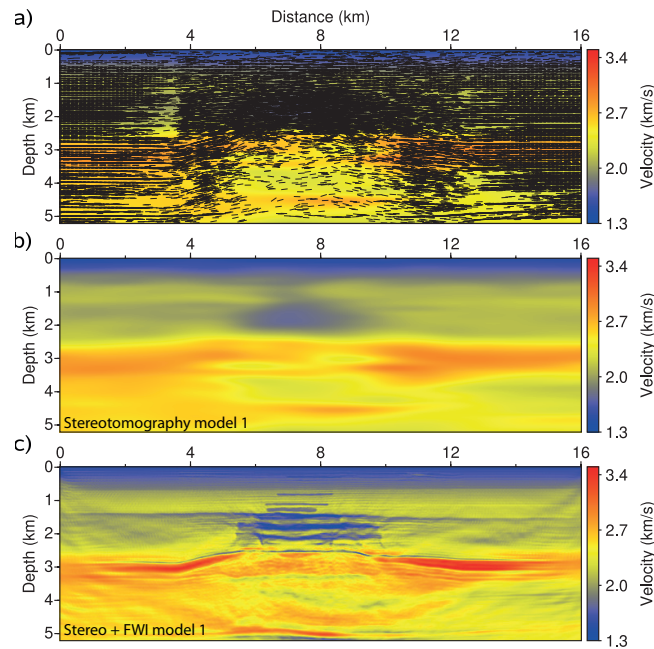 a)
Distance (km)
0 4 8 12 16
0
1
2
3
4
5
Depth (km)
3.4
2.7
2.0
1.3
Velocity (km/s)
b)
0 4 8 12 16
0
1
2
3
4
5
Depth (km)
Stereotomography model 1
3.4
2.7
2.0
1.3
Velocity (km/s)
c)
0 4 8 12 16
0
1
2
3
4
5
Depth (km)
Stereo + FWI model 1
3.4
2.7
2.0
1.3
Velocity (km/s)